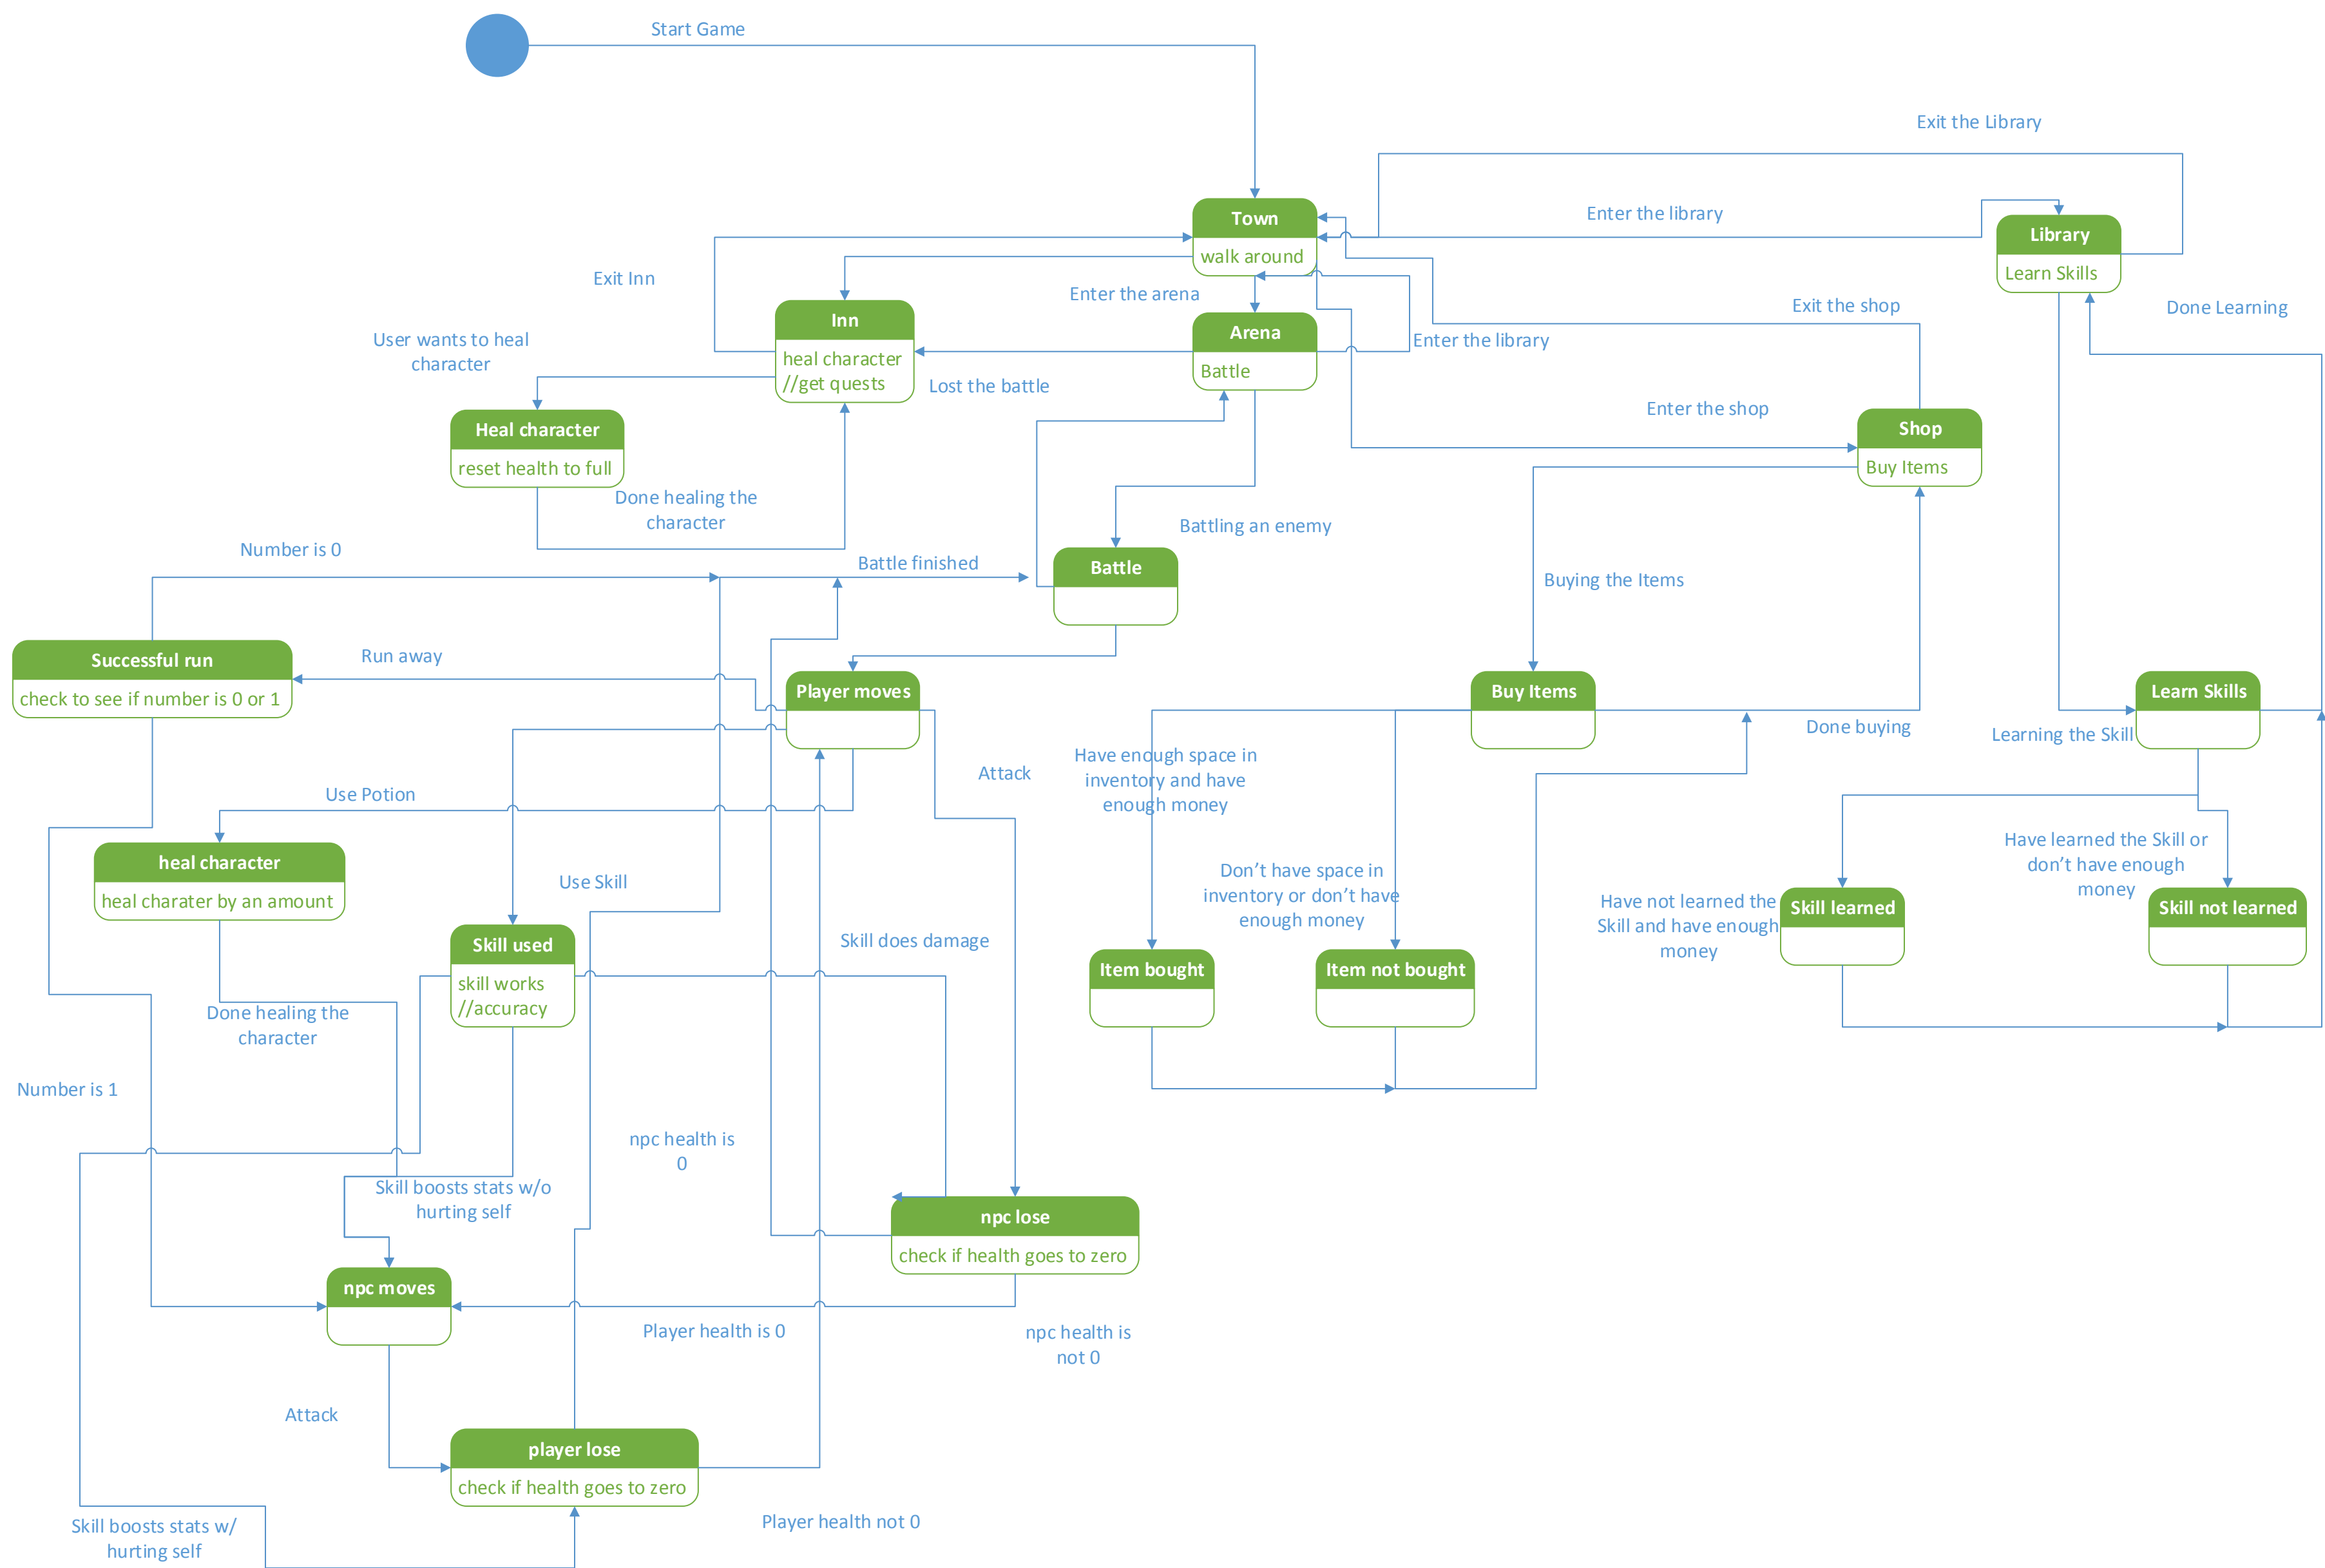 Start Game
Exit the Library
Town
walk around
Enter the library
Library
Learn Skills
Exit Inn
Enter the arena
Exit the shop
Done Learning
Inn
heal character
//get quests
Arena
Battle
Enter the library
User wants to heal
character
Lost the battle
Heal character
reset health to full
Enter the shop
Shop
Buy Items
Done healing the
character
Battling an enemy
Number is 0
Battle finished
Battle
Buying the Items
Successful run
check to see if number is 0 or 1
Run away
Player moves
Buy Items
Done buying
Learn Skills
Learning the Skill
Have enough space in
inventory and have
enough money
Attack
Use Potion
heal character
heal charater by an amount
Use Skill
Don't have space in
inventory or don't have
enough money
Have learned the Skill or
don't have enough
money
Have not learned the
Skill and have enough
money
Skill learned
Skill not learned
Skill used
skill works
//accuracy
Skill does damage
Item bought
Item not bought
Done healing the
character
Number is 1
npc health is
0
Skill boosts stats w/o
hurting self
npc lose
check if health goes to zero
npc moves
Player health is 0
npc health is
not 0
Attack
player lose
check if health goes to zero
Skill boosts stats w/
hurting self
Player health not 0